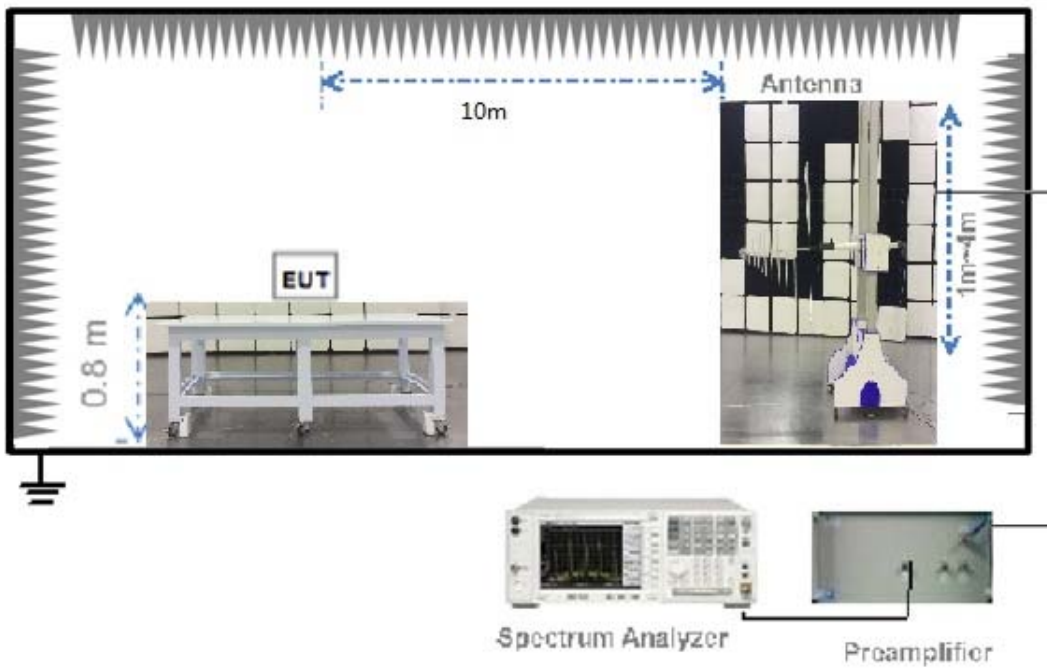 Antenna
10m
1m~4m
EUT
0.8 m
Spectrum Analyzer
Preamplifier